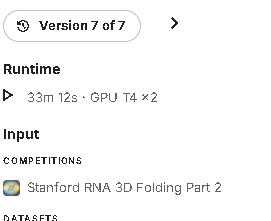 Version 7 of 7
Runtime
33m 12s · GPU T4 ×2
Input
COMPETITIONS
Stanford RNA 3D Folding Part 2
DATASETS